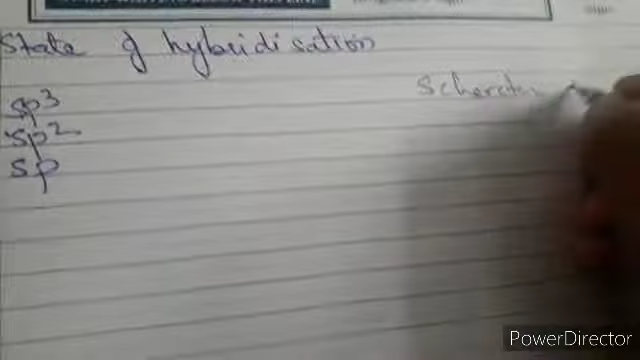 State of hybridisation
sp³
sp²
sp
PowerDirector